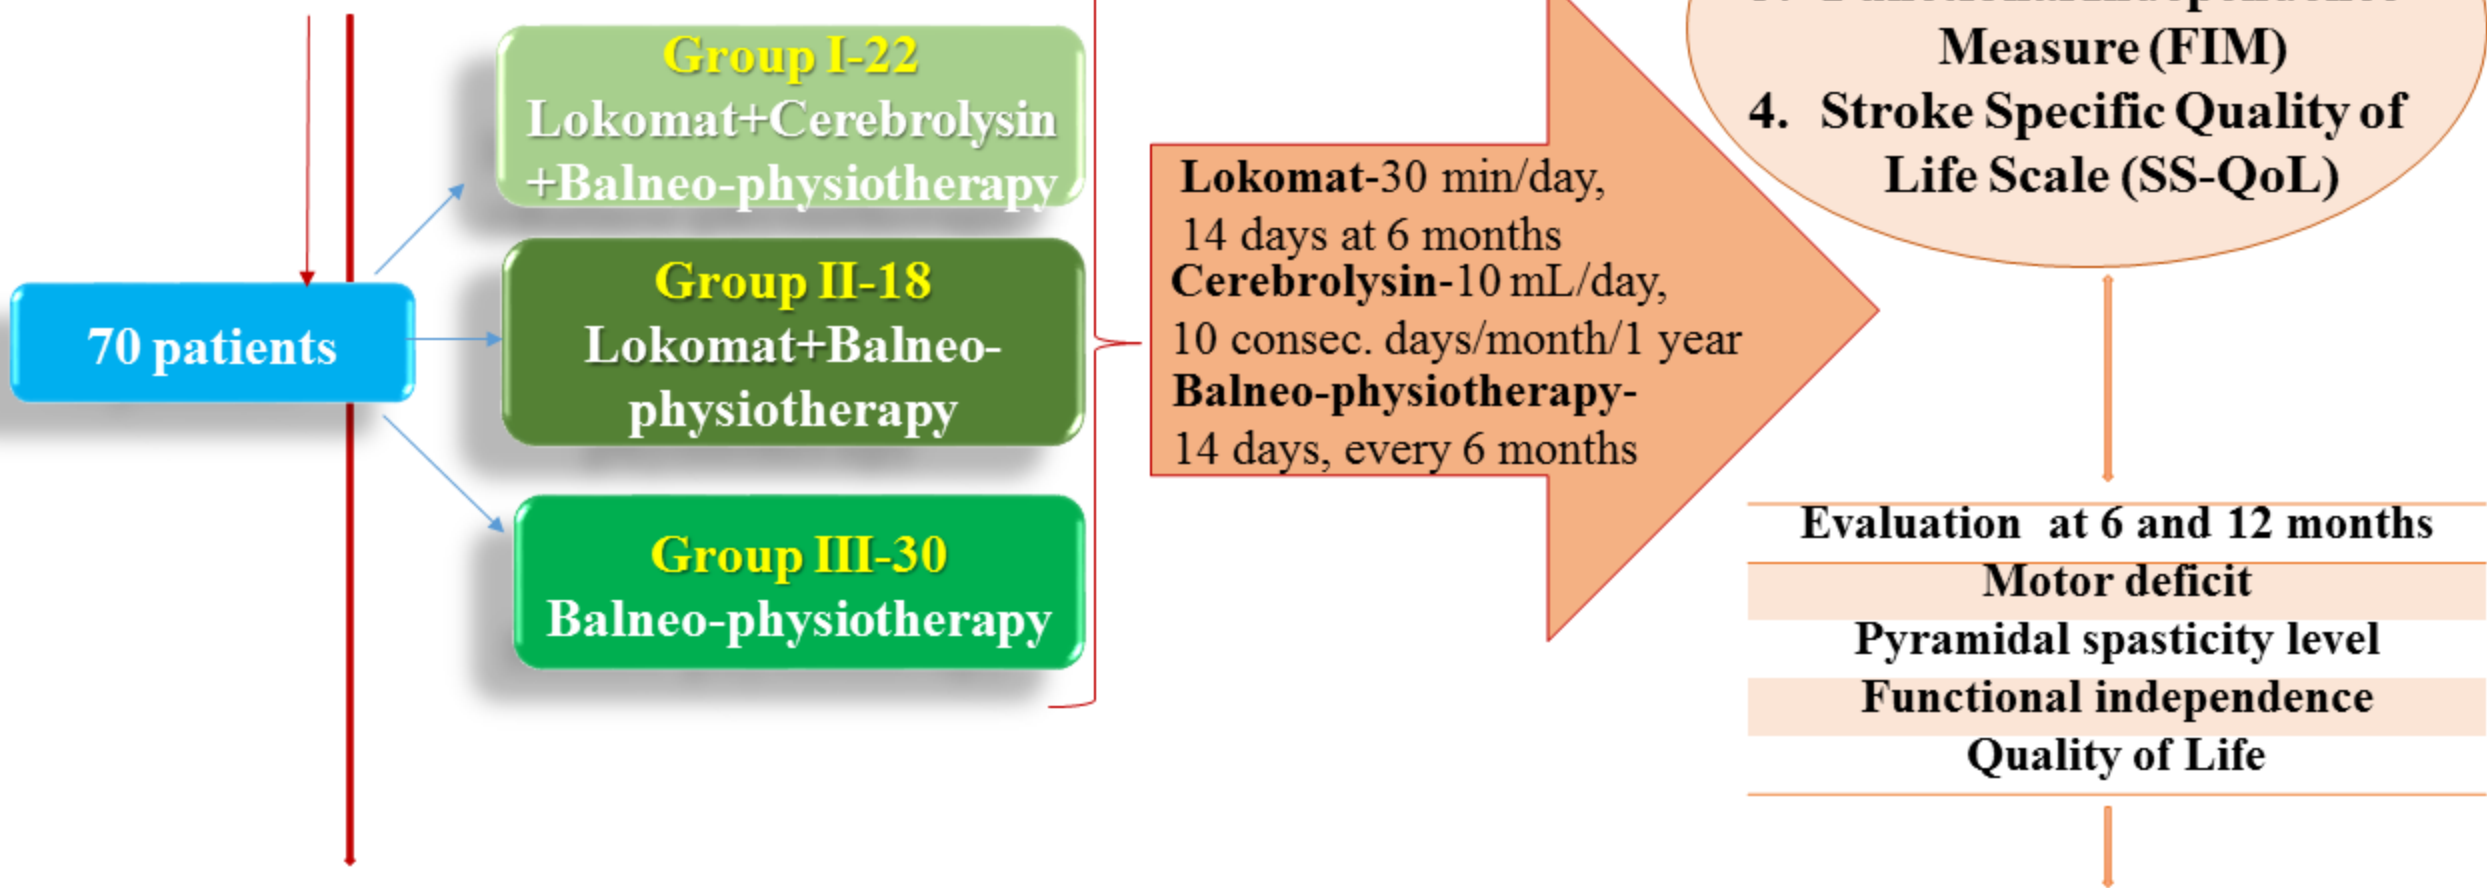 70 patients
Group I-22
Lokomat+Cerebrolysin
+Balneo-physiotherapy
Group II-18
Lokomat+Balneo-
physiotherapy
Group III-30
Balneo-physiotherapy
Lokomat-30 min/day,
14 days at 6 months
Cerebrolysin-10 mL/day,
10 consec. days/month/1 year
Balneo-physiotherapy-
14 days, every 6 months
Measure (FIM)
4. Stroke Specific Quality of
Life Scale (SS-QoL)
Evaluation at 6 and 12 months
Motor deficit
Pyramidal spasticity level
Functional independence
Quality of Life